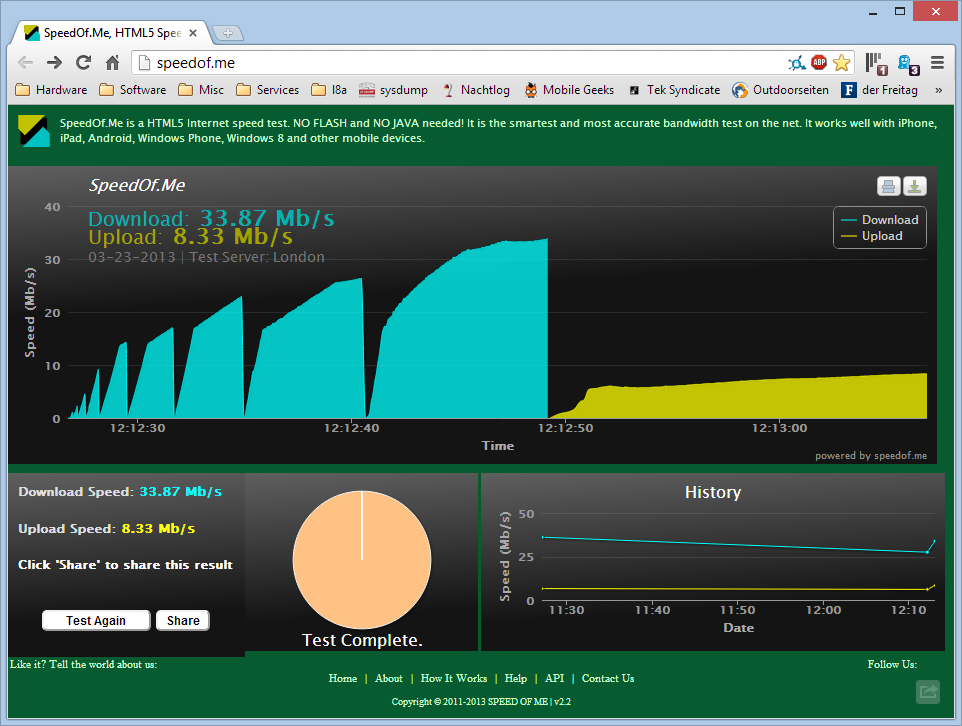 SpeedOf.Me, HTML5 Spee
speedof.me
ABP
1
3
Hardware Software Misc Services l8a sysdump Nachtlog Mobile Geeks Tek Syndicate Outdoorseiten F der Freitag »
SpeedOf.Me is a HTML5 Internet speed test. NO FLASH and NO JAVA needed! It is the smartest and most accurate bandwidth test on the net. It works well with iPhone,
iPad, Android, Windows Phone, Windows 8 and other mobile devices.
SpeedOf.Me
Download: 33.87 Mb/s
Upload: 8.33 Mb/s
03-23-2013 | Test Server: London
Download
Upload
Speed (Mb/s)
40
30
20
10
0
12:12:30 12:12:40 12:12:50 12:13:00
Time
powered by speedof.me
Download Speed: 33.87 Mb/s
Upload Speed: 8.33 Mb/s
Click 'Share' to share this result
Test Again Share
Test Complete.
History
Speed (Mb/s)
50
25
0
11:30 11:40 11:50 12:00 12:10
Date
Like it? Tell the world about us:
Follow Us:
Home | About | How It Works | Help | API | Contact Us
Copyright © 2011-2013 SPEED OF ME | v2.2